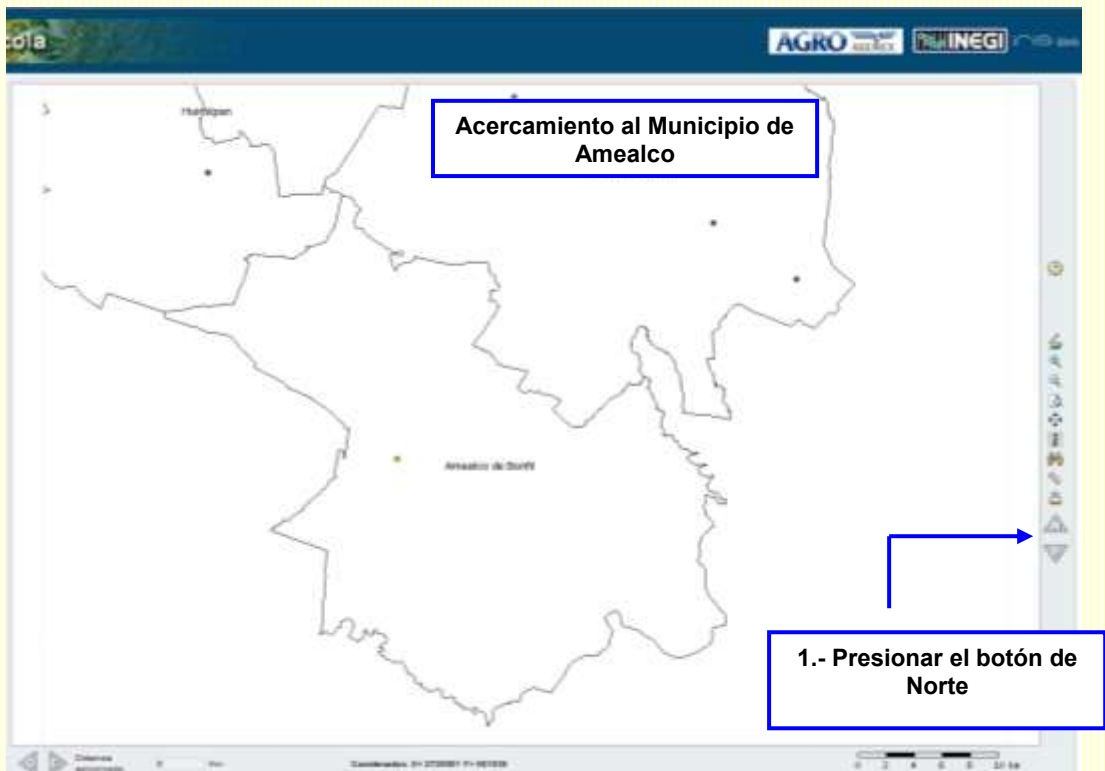 cola
AGRO
INEGI
Huimilpan
Acercamiento al Municipio de
Amealco
Amealco de Bonfil
1.- Presionar el botón de
Norte